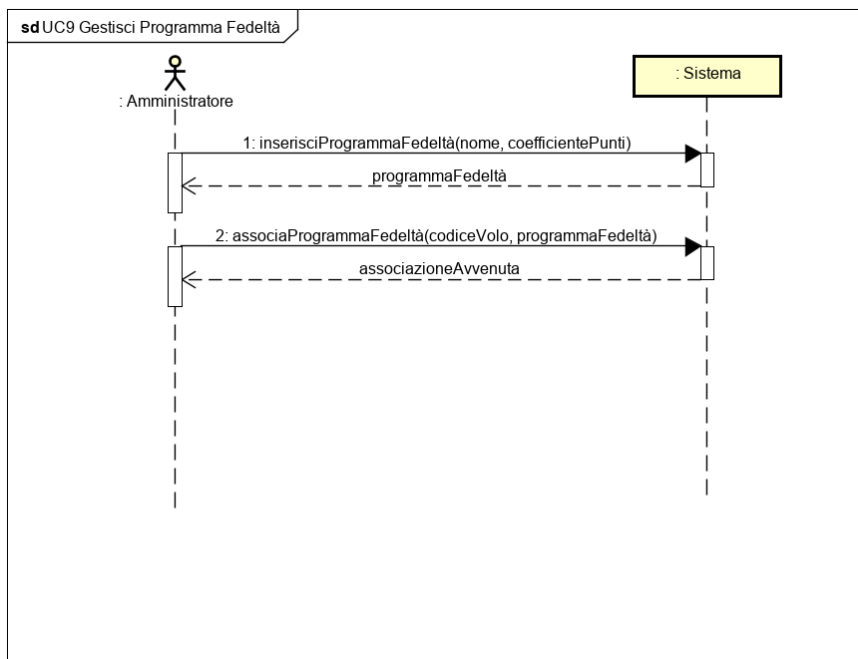 sd UC9 Gestisci Programma Fedeltà
: Amministratore
: Sistema
1: inserisciProgrammaFedeltà(nome, coefficientePunti)
programmaFedeltà
2: associaProgrammaFedeltà(codiceVolo, programmaFedeltà)
associazioneAvvenuta